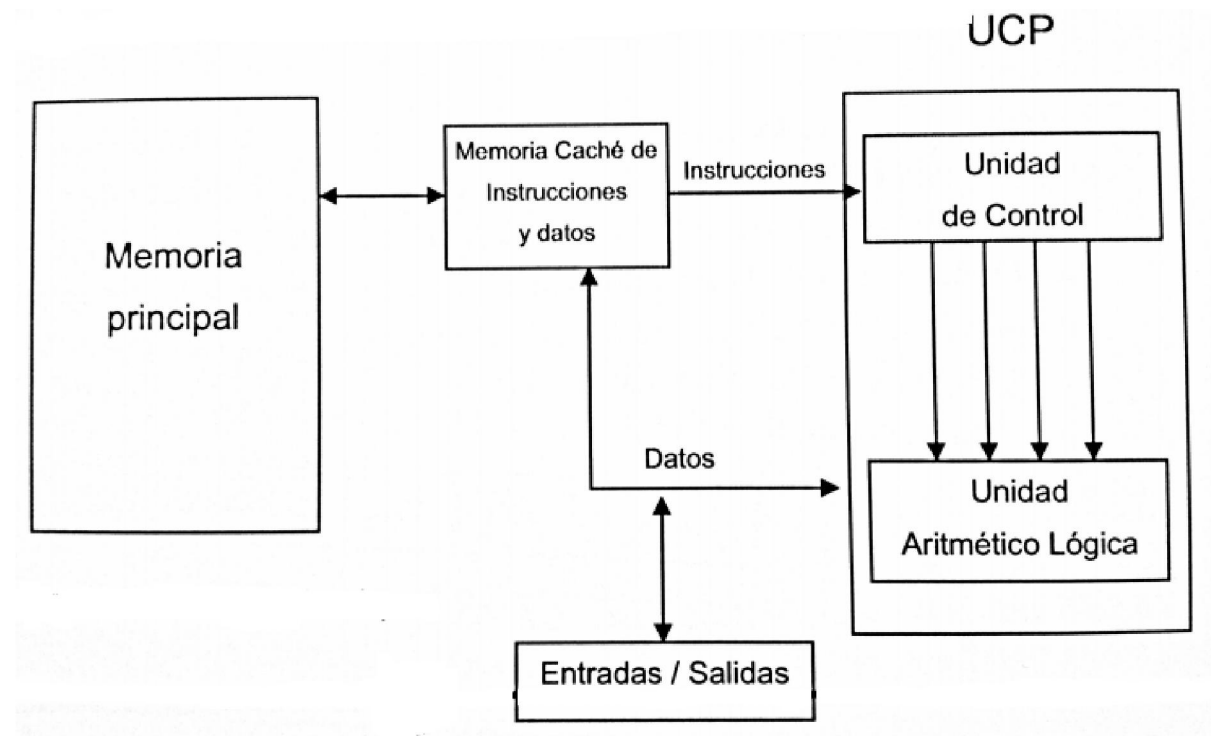 UCP
Memoria
principal
Memoria Caché de
Instrucciones
y datos
Instrucciones
Unidad
de Control
Datos
Unidad
Aritmético Lógica
Entradas / Salidas